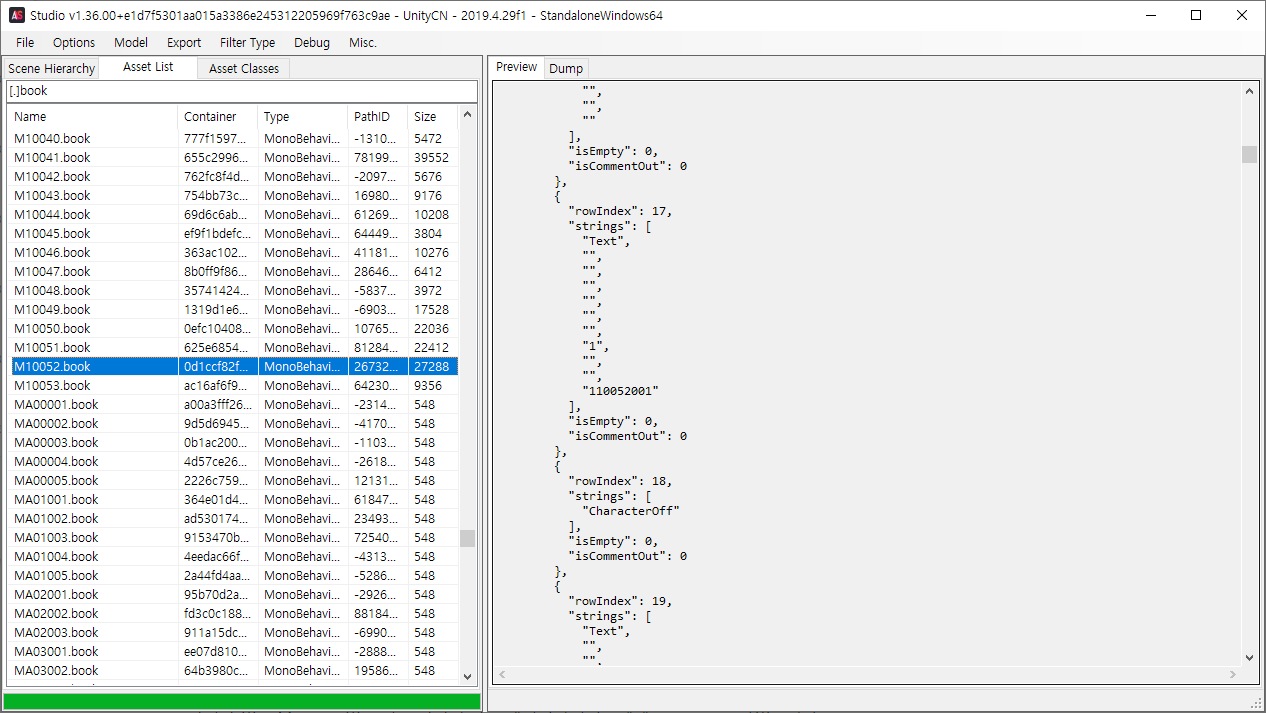 Studio v1.36.00+e1d7f5301aa015a3386e245312205969f763c9ae - UnityCN - 2019.4.29f1 - StandaloneWindows64
File Options Model Export Filter Type Debug Misc.
Scene Hierarchy Asset List Asset Classes
[.]book
Name Container Type PathID Size
M10040.book 777f1597... MonoBehavi... -1310... 5472
M10041.book 655c2996... MonoBehavi... 78199... 39552
M10042.book 762fc8f4d... MonoBehavi... -2097... 5676
M10043.book 754bb73c... MonoBehavi... 16980... 9176
M10044.book 69d6c6ab... MonoBehavi... 61269... 10208
M10045.book ef9f1bdefc... MonoBehavi... 64449... 3804
M10046.book 363ac102... MonoBehavi... 41181... 10276
M10047.book 8b0ff9f86... MonoBehavi... 28646... 6412
M10048.book 35741424... MonoBehavi... -5837... 3972
M10049.book 1319d1e6... MonoBehavi... -6903... 17528
M10050.book 0efc10408... MonoBehavi... 10765... 22036
M10051.book 625e6854... MonoBehavi... 81284... 22412
M10052.book 0d1ccf82f... MonoBehavi... 26732... 27288
M10053.book ac16af6f9... MonoBehavi... 64230... 9356
MA00001.book a00a3fff26... MonoBehavi... -2314... 548
MA00002.book 9d5d6945... MonoBehavi... -4170... 548
MA00003.book 0b1ac200... MonoBehavi... -1103... 548
MA00004.book 4d57ce26... MonoBehavi... -2618... 548
MA00005.book 2226c759... MonoBehavi... 12131... 548
MA01001.book 364e01d4... MonoBehavi... 61847... 548
MA01002.book ad530174... MonoBehavi... 23493... 548
MA01003.book 9153470b... MonoBehavi... 72540... 548
MA01004.book 4eedac66f... MonoBehavi... -4313... 548
MA01005.book 2a44fd4aa... MonoBehavi... -5286... 548
MA02001.book 95b70d2a... MonoBehavi... -2926... 548
MA02002.book fd3c0c188... MonoBehavi... 88184... 548
MA02003.book 911a15dc... MonoBehavi... -6990... 548
MA03001.book ee07d810... MonoBehavi... -2888... 548
MA03002.book 64b3980c... MonoBehavi... 19586... 548
Preview Dump
"",
"",
""
],
"isEmpty": 0,
"isCommentOut": 0
},
{
"rowIndex": 17,
"strings": [
"Text",
"",
"",
"",
"",
"",
"",
"1",
"",
"",
"110052001"
],
"isEmpty": 0,
"isCommentOut": 0
},
{
"rowIndex": 18,
"strings": [
"CharacterOff"
],
"isEmpty": 0,
"isCommentOut": 0
},
{
"rowIndex": 19,
"strings": [
"Text",
"",
"",